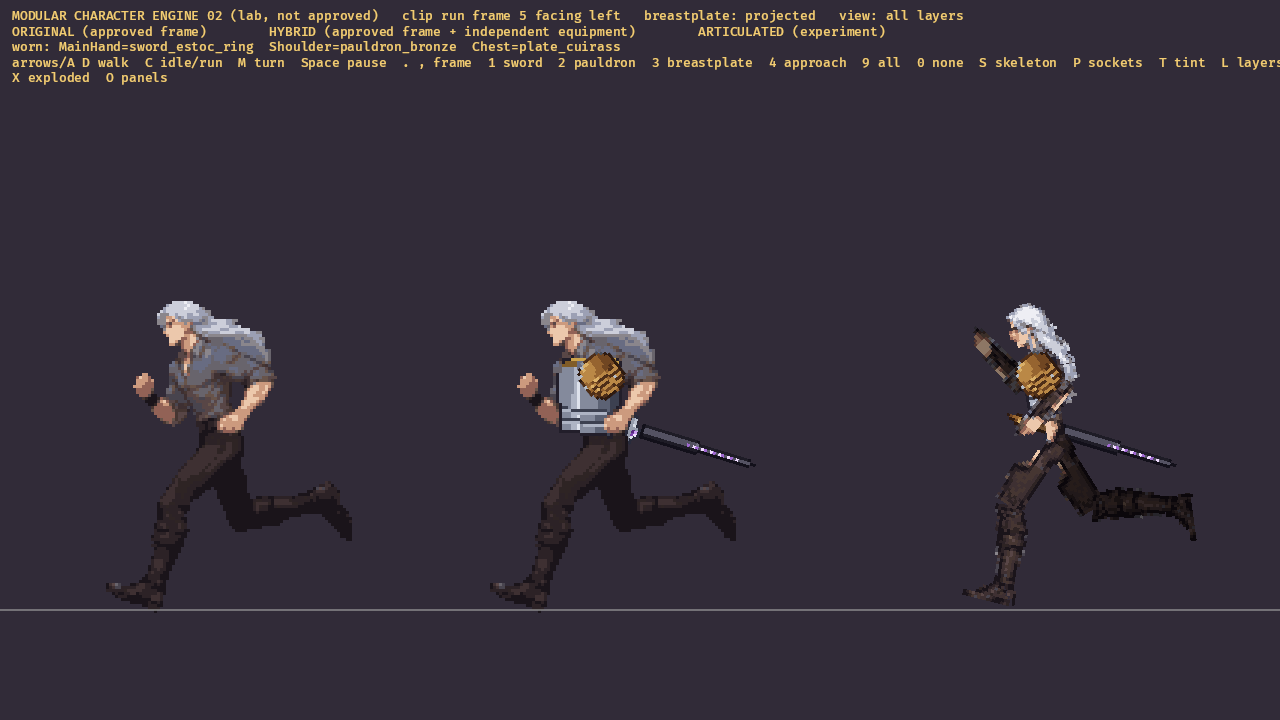 MODULAR CHARACTER ENGINE 02 (lab, not approved)   clip run frame 5 facing left   breastplate: projected   view: all layers
ORIGINAL (approved frame)        HYBRID (approved frame + independent equipment)        ARTICULATED (experiment)
worn: MainHand=sword_estoc_ring  Shoulder=pauldron_bronze  Chest=plate_cuirass
arrows/A D walk  C idle/run  M turn  Space pause  . , frame  1 sword  2 pauldron  3 breastplate  4 approach  9 all  0 none  S skeleton  P sockets  T tint  L layers
X exploded  O panels